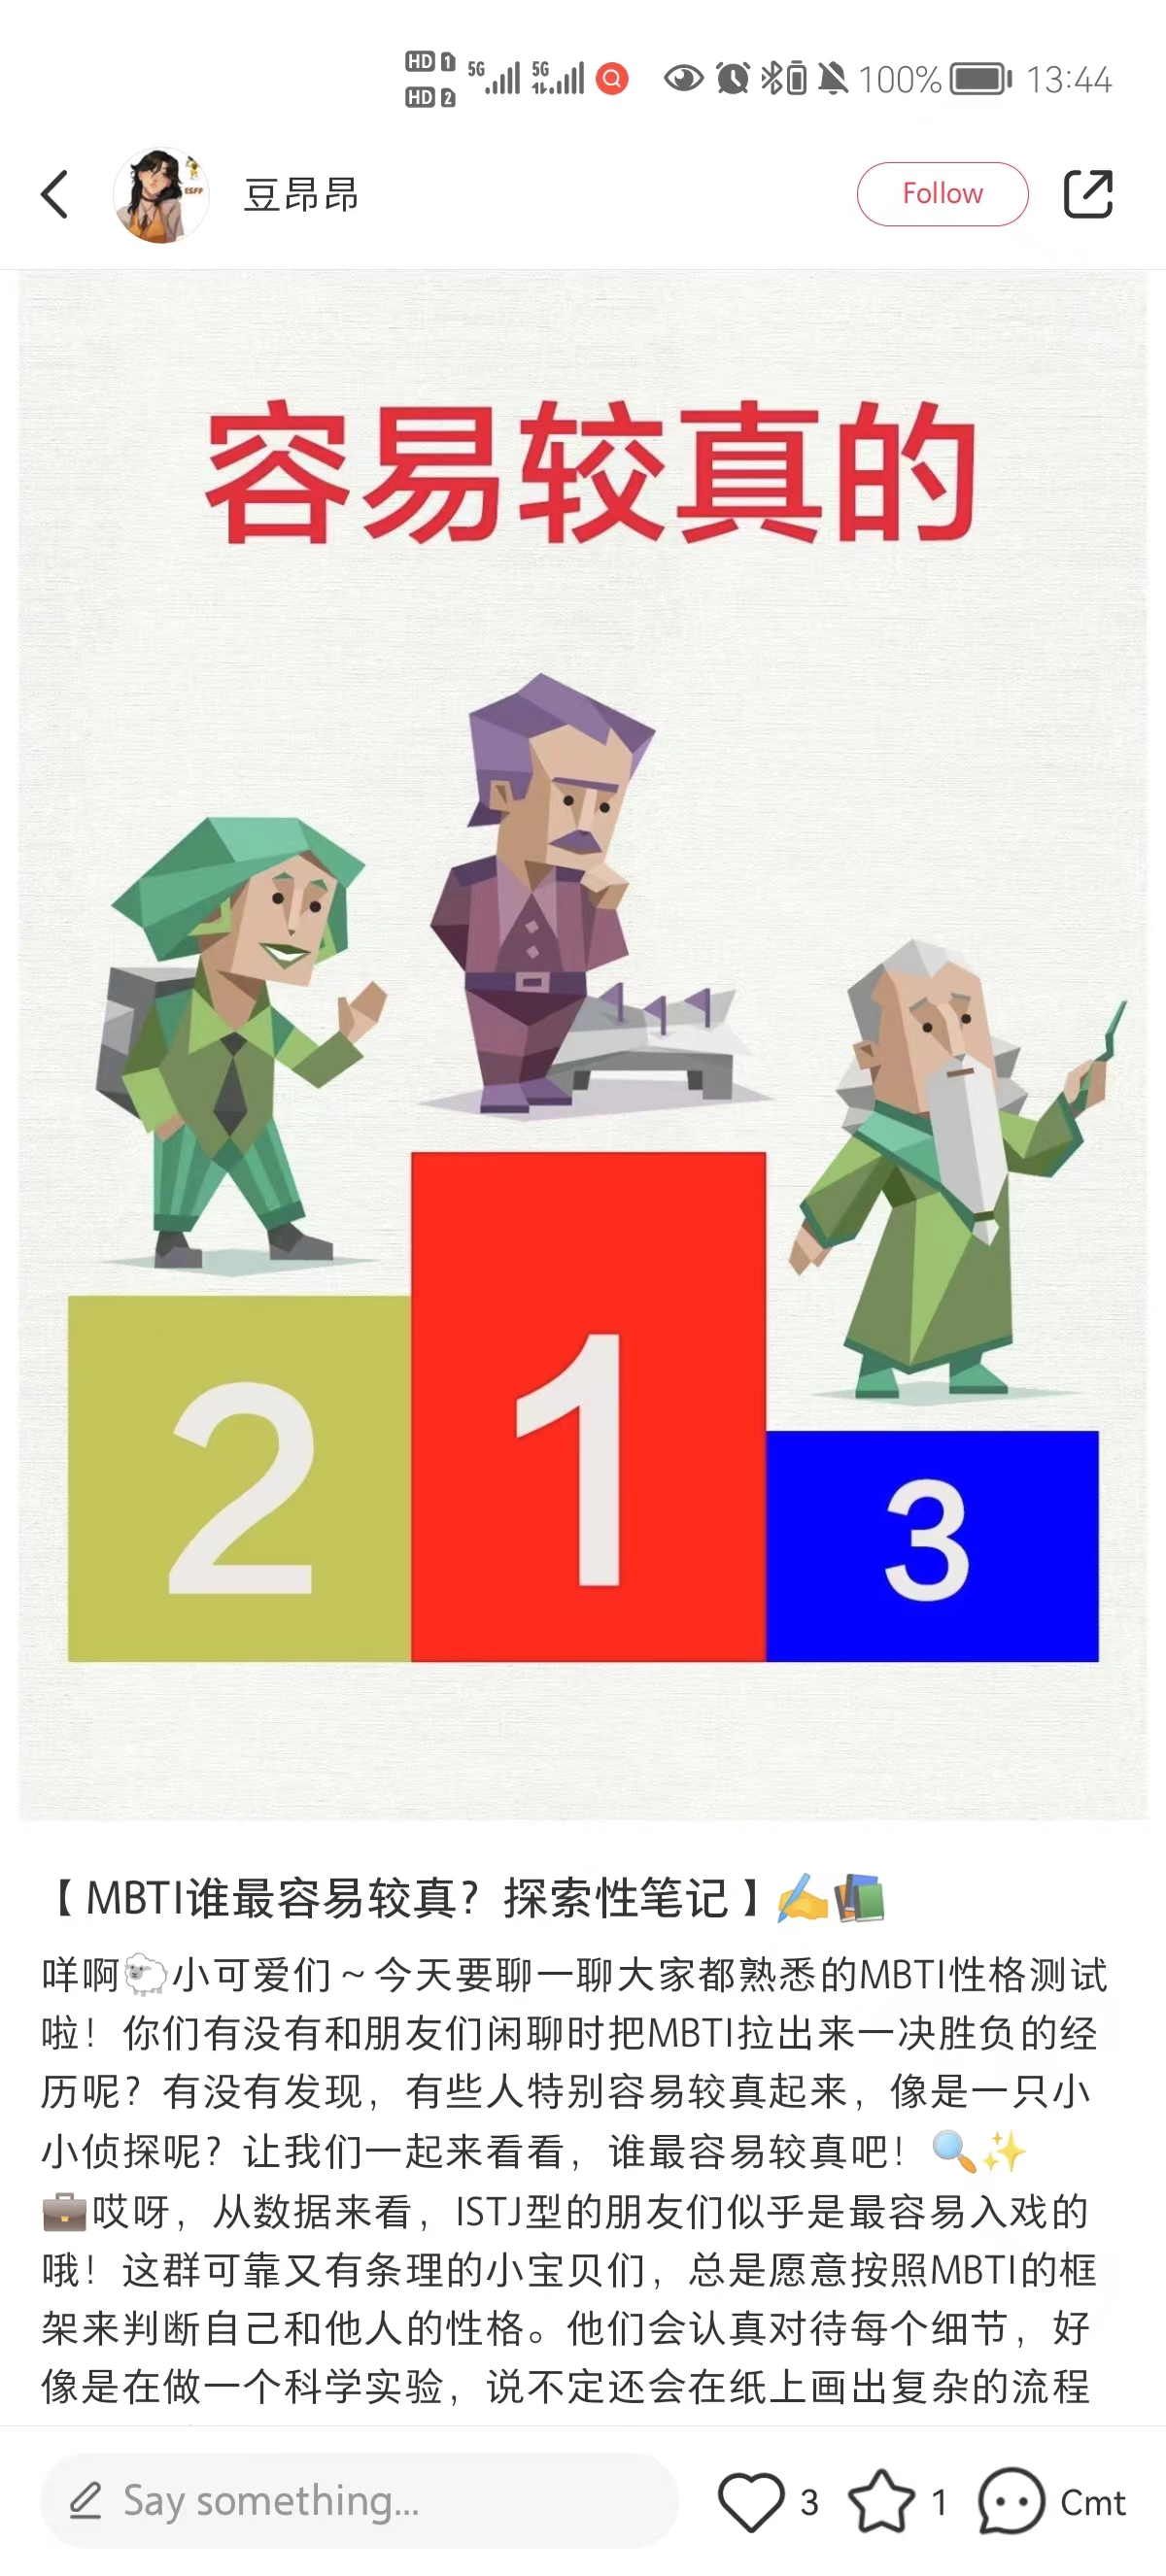 HD 1 5G 5G 100% 13:44
HD 2
豆昂昂 Follow
ESFP
容易较真的
1
2
3
【 MBTI谁最容易较真？探索性笔记 】✍️📚
咩啊🐑小可爱们～今天要聊一聊大家都熟悉的MBTI性格测试
啦！你们有没有和朋友们闲聊时把MBTI拉出来一决胜负的经
历呢？有没有发现，有些人特别容易较真起来，像是一只小
小侦探呢？让我们一起来看看，谁最容易较真吧！🔍✨
💼哎呀，从数据来看，ISTJ型的朋友们似乎是最容易入戏的
哦！这群可靠又有条理的小宝贝们，总是愿意按照MBTI的框
架来判断自己和他人的性格。他们会认真对待每个细节，好
像是在做一个科学实验，说不定还会在纸上画出复杂的流程
Say something... 3 1 Cmt